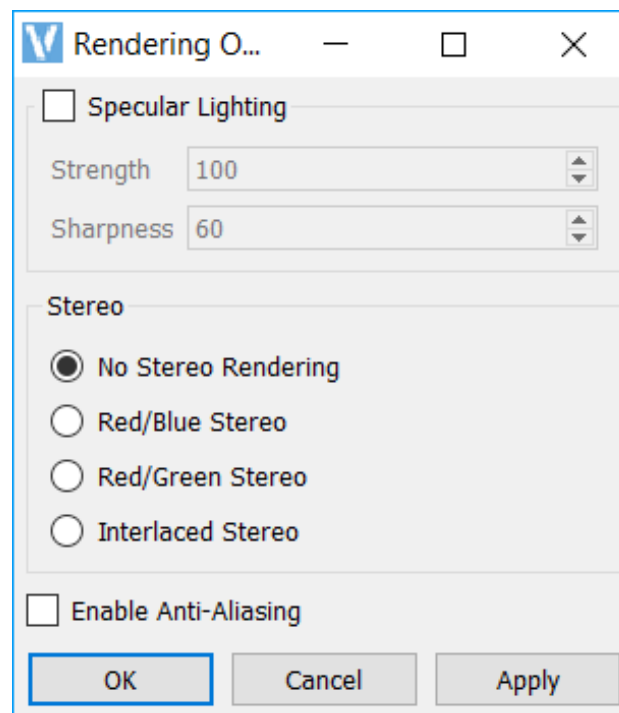 Rendering O...
Specular Lighting
Strength 100
Sharpness 60
Stereo
No Stereo Rendering
Red/Blue Stereo
Red/Green Stereo
Interlaced Stereo
Enable Anti-Aliasing
OK Cancel Apply